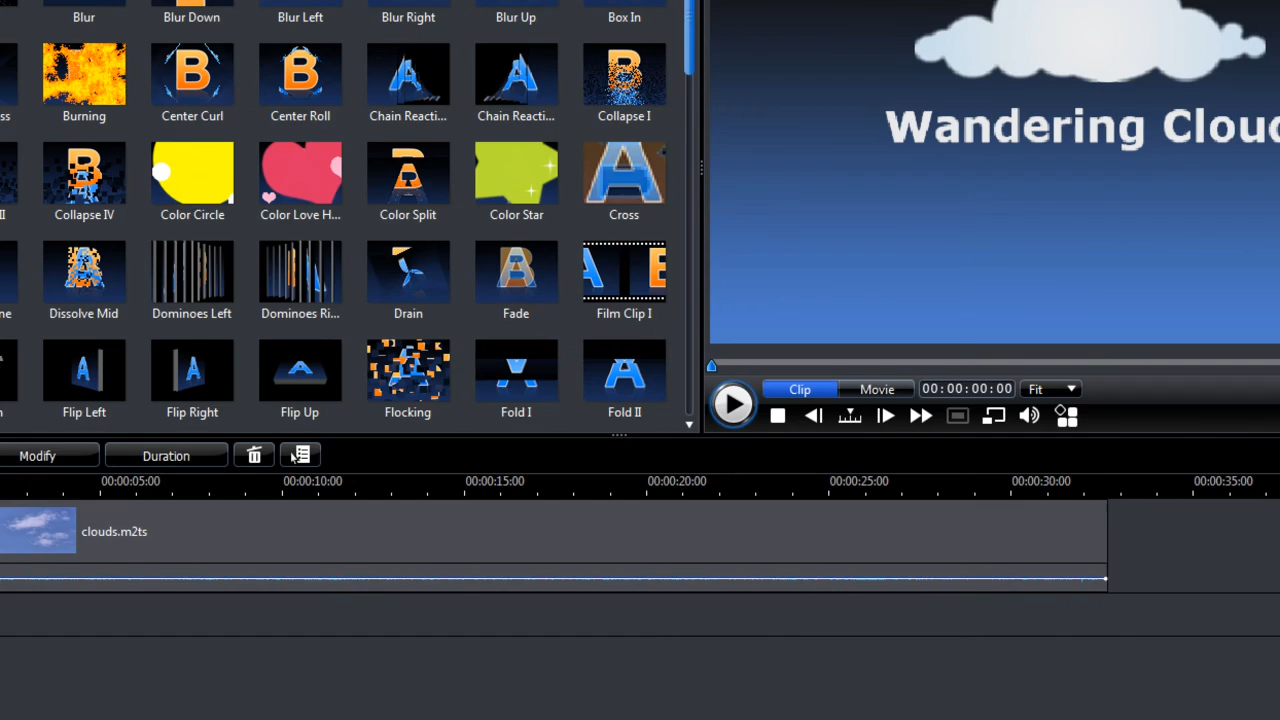 Blur
Blur Down
Blur Left
Blur Right
Blur Up
Box In
ss
Burning
Center Curl
Center Roll
Chain Reacti...
Chain Reacti...
Collapse I
II
Collapse IV
Color Circle
Color Love H...
Color Split
Color Star
Cross
ne
Dissolve Mid
Dominoes Left
Dominoes Ri...
Drain
Fade
Film Clip I
n
Flip Left
Flip Right
Flip Up
Flocking
Fold I
Fold II
Wandering Cloud
Clip
Movie
00:00:00:00
Fit
Modify
Duration
00:00:05:00
00:00:10:00
00:00:15:00
00:00:20:00
00:00:25:00
00:00:30:00
00:00:35:00
clouds.m2ts